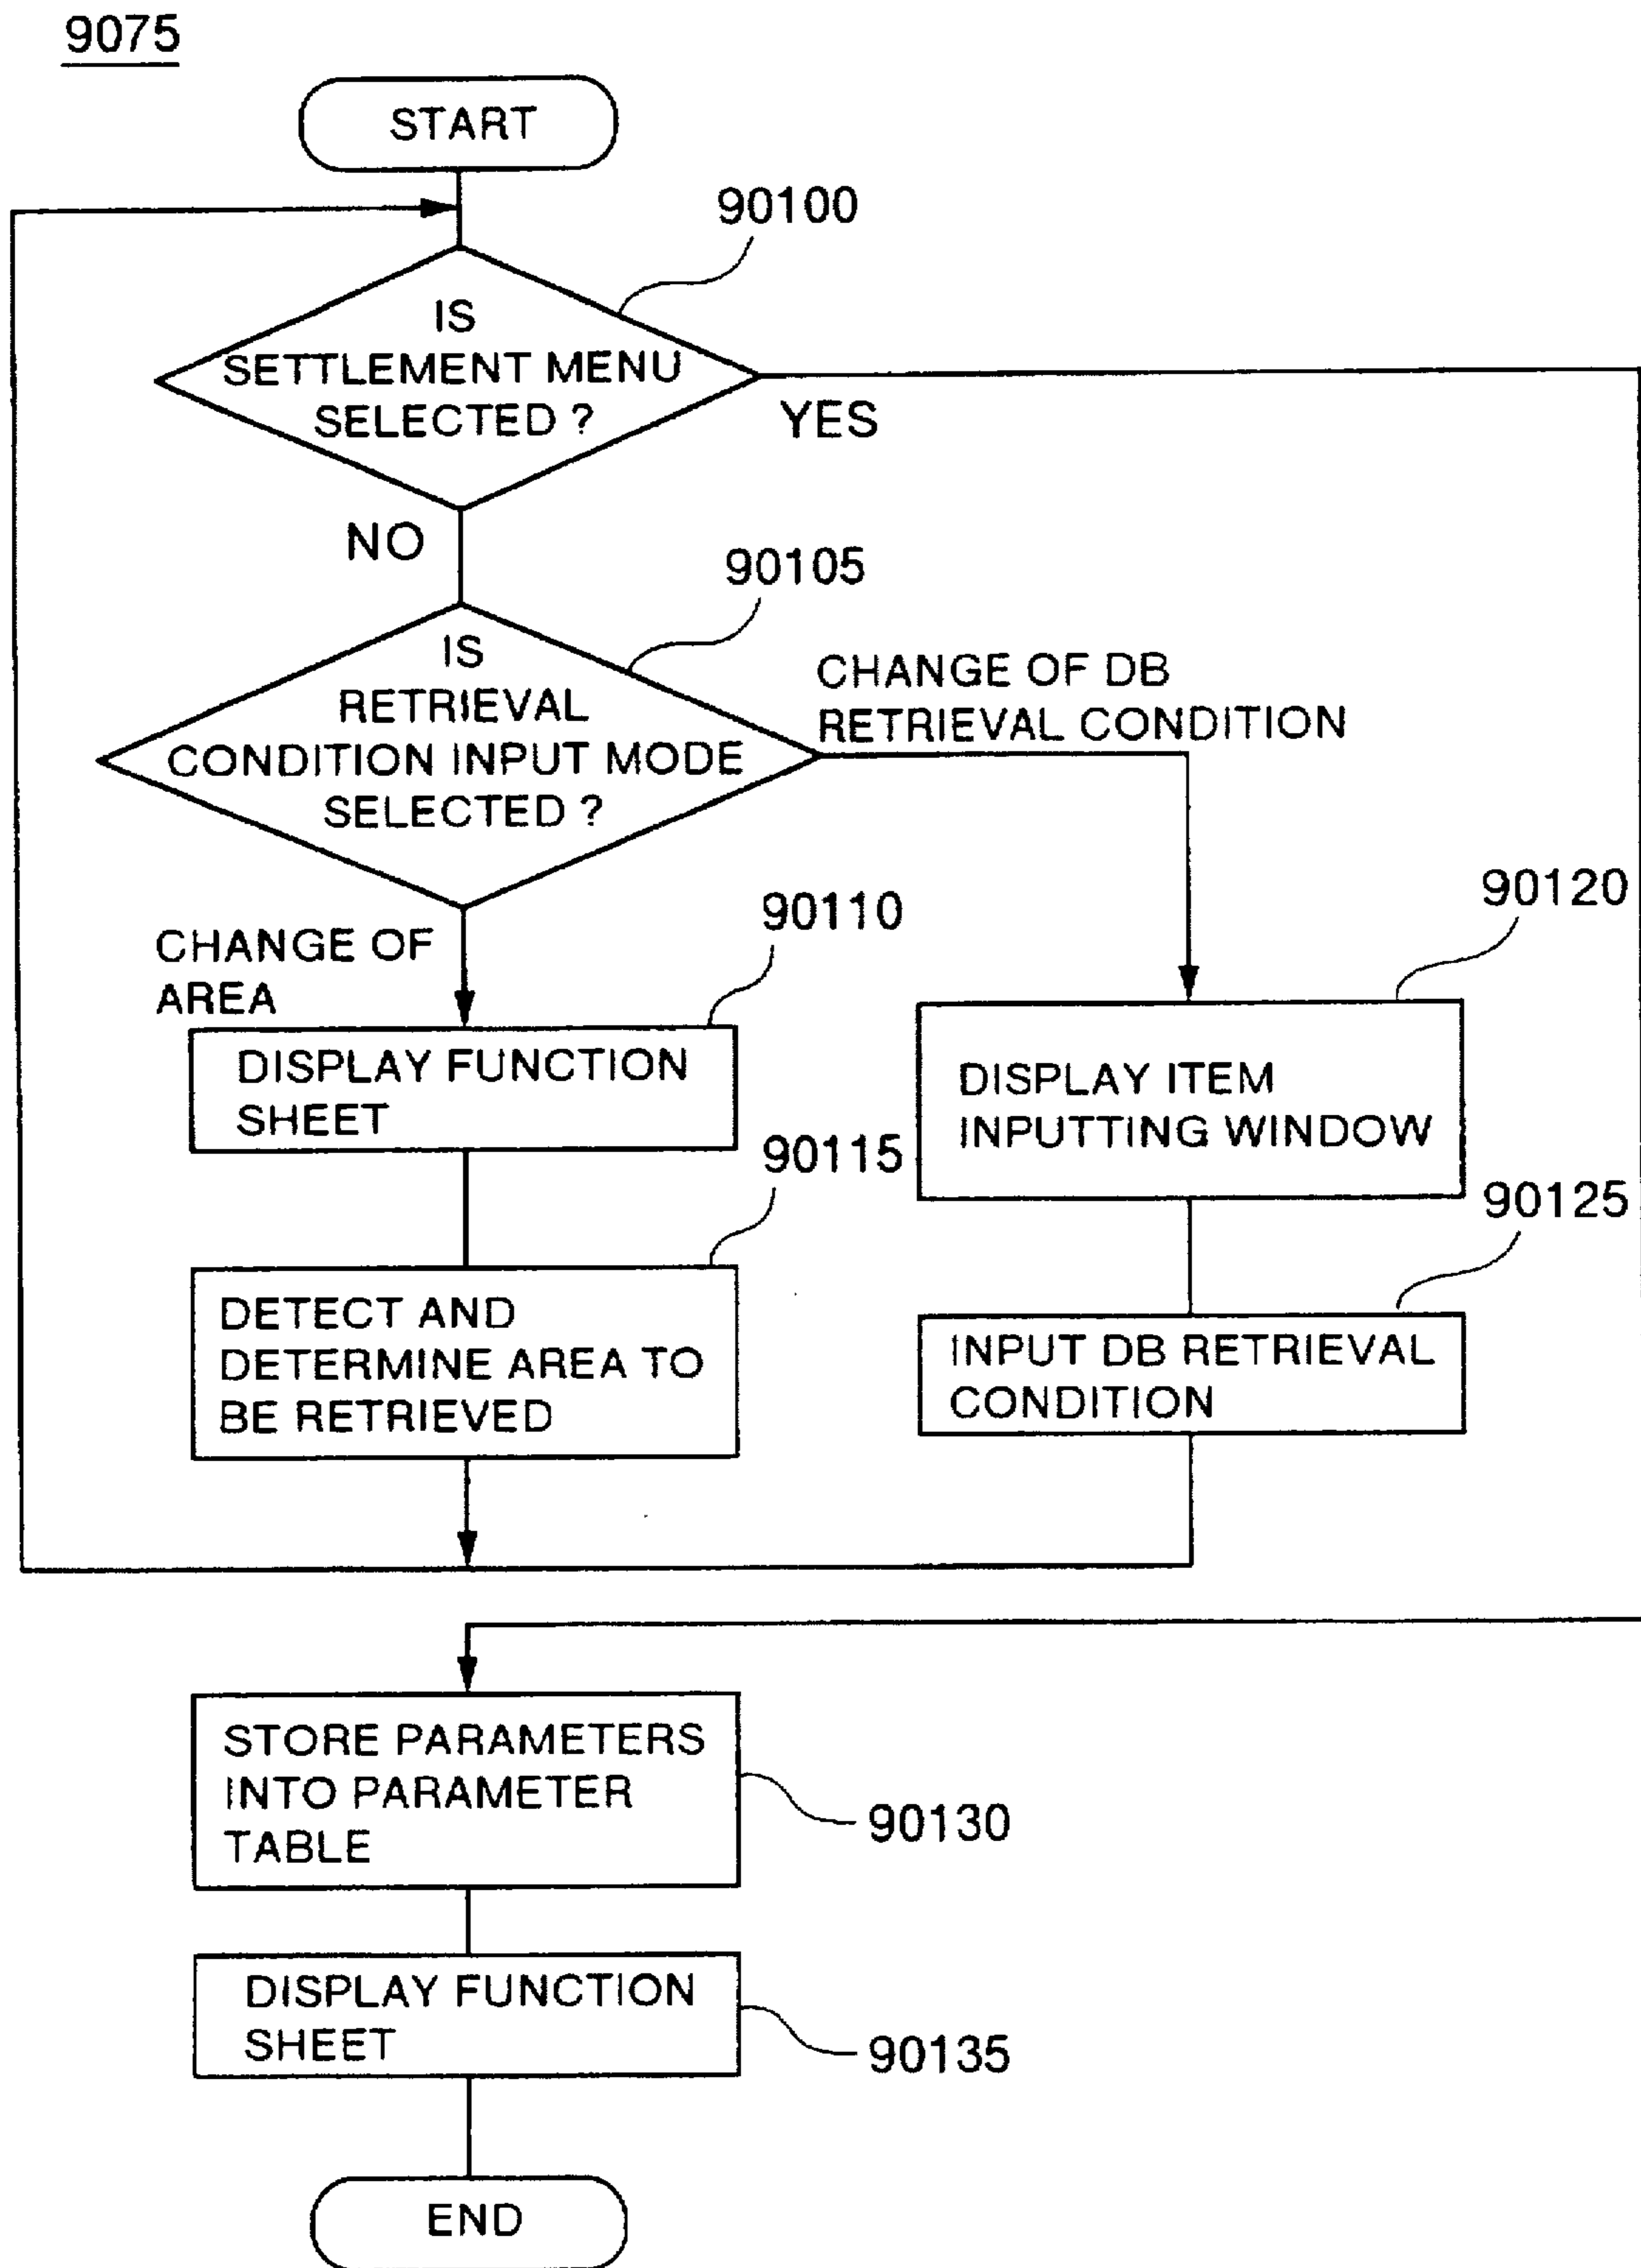 9075
START
90100
IS
SETTLEMENT MENU
SELECTED ?
YES
NO
90105
IS
RETRIEVAL
CONDITION INPUT MODE
SELECTED ?
CHANGE OF DB
RETRIEVAL CONDITION
CHANGE OF
AREA
90110
DISPLAY FUNCTION
SHEET
90120
DISPLAY ITEM
INPUTTING WINDOW
90115
DETECT AND
DETERMINE AREA TO
BE RETRIEVED
90125
INPUT DB RETRIEVAL
CONDITION
STORE PARAMETERS
INTO PARAMETER
TABLE
90130
DISPLAY FUNCTION
SHEET
90135
END